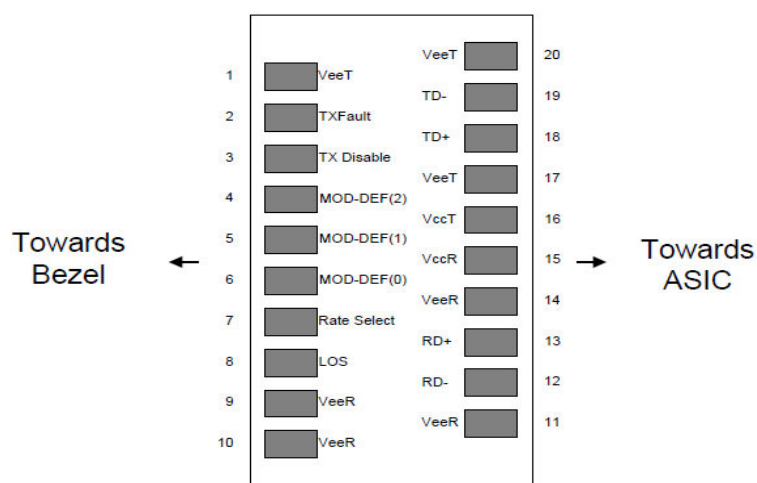 VeeT 20
1 VeeT
TD- 19
2 TXFault
TD+ 18
3 TX Disable
VeeT 17
4 MOD-DEF(2)
VccT 16
5 MOD-DEF(1)
VccR 15
6 MOD-DEF(0)
VeeR 14
7 Rate Select
RD+ 13
8 LOS
RD- 12
9 VeeR
VeeR 11
10 VeeR
Towards
Bezel
Towards
ASIC